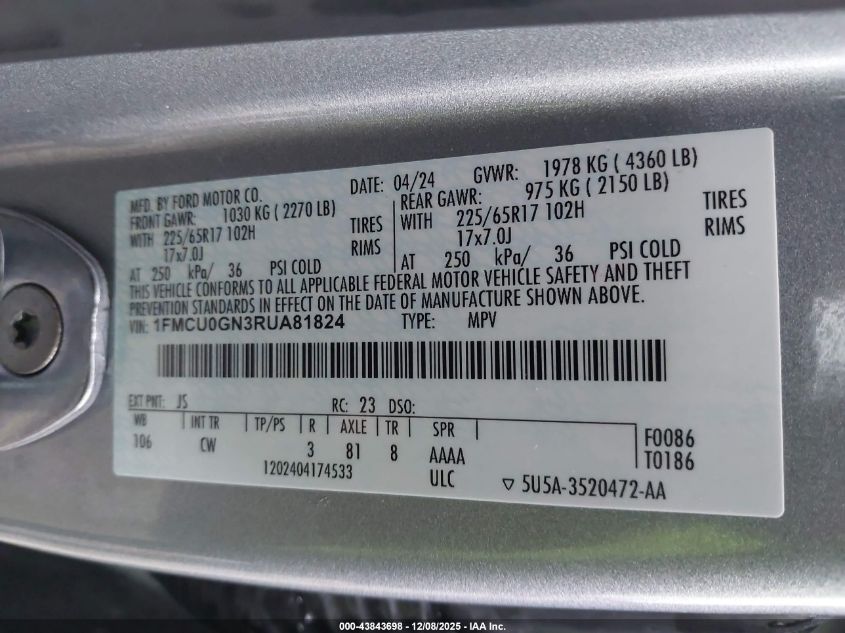 MFD. BY FORD MOTOR CO. DATE: 04/24 GVWR: 1978 KG ( 4360 LB)
FRONT GAWR: 1030 KG ( 2270 LB) REAR GAWR: 975 KG ( 2150 LB)
WITH 225/65R17 102H TIRES WITH 225/65R17 102H TIRES
17x7.0J RIMS 17x7.0J RIMS
AT 250 kPa/ 36 PSI COLD AT 250 kPa/ 36 PSI COLD
THIS VEHICLE CONFORMS TO ALL APPLICABLE FEDERAL MOTOR VEHICLE SAFETY AND THEFT
PREVENTION STANDARDS IN EFFECT ON THE DATE OF MANUFACTURE SHOWN ABOVE.
VIN: 1FMCU0GN3RUA81824 TYPE: MPV
EXT PNT: JS RC: 23 DSO:
WB INT TR TP/PS R AXLE TR SPR
106 CW 3 81 8 AAAA
F0086
T0186
1202404174533 ULC ▽ 5U5A-3520472-AA
000-43843698 - 12/08/2025 - IAA Inc.